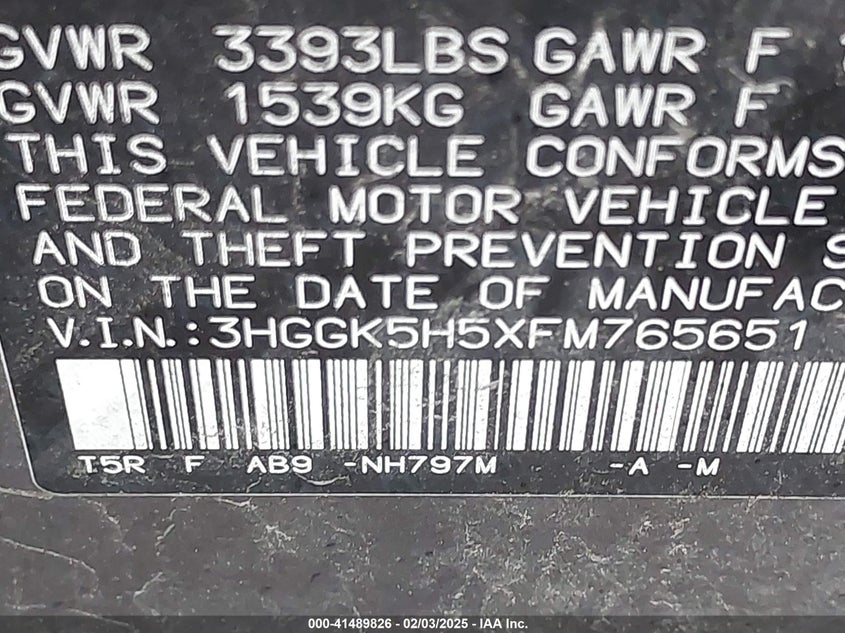 GVWR 3393LBS GAWR F
GVWR 1539KG GAWR F
THIS VEHICLE CONFORMS
FEDERAL MOTOR VEHICLE
AND THEFT PREVENTION S
ON THE DATE OF MANUFAC
V.I.N.:3HGGK5H5XFM765651
T5R F AB9 -NH797M -A -M
000-41489826 - 02/03/2025 - IAA Inc.